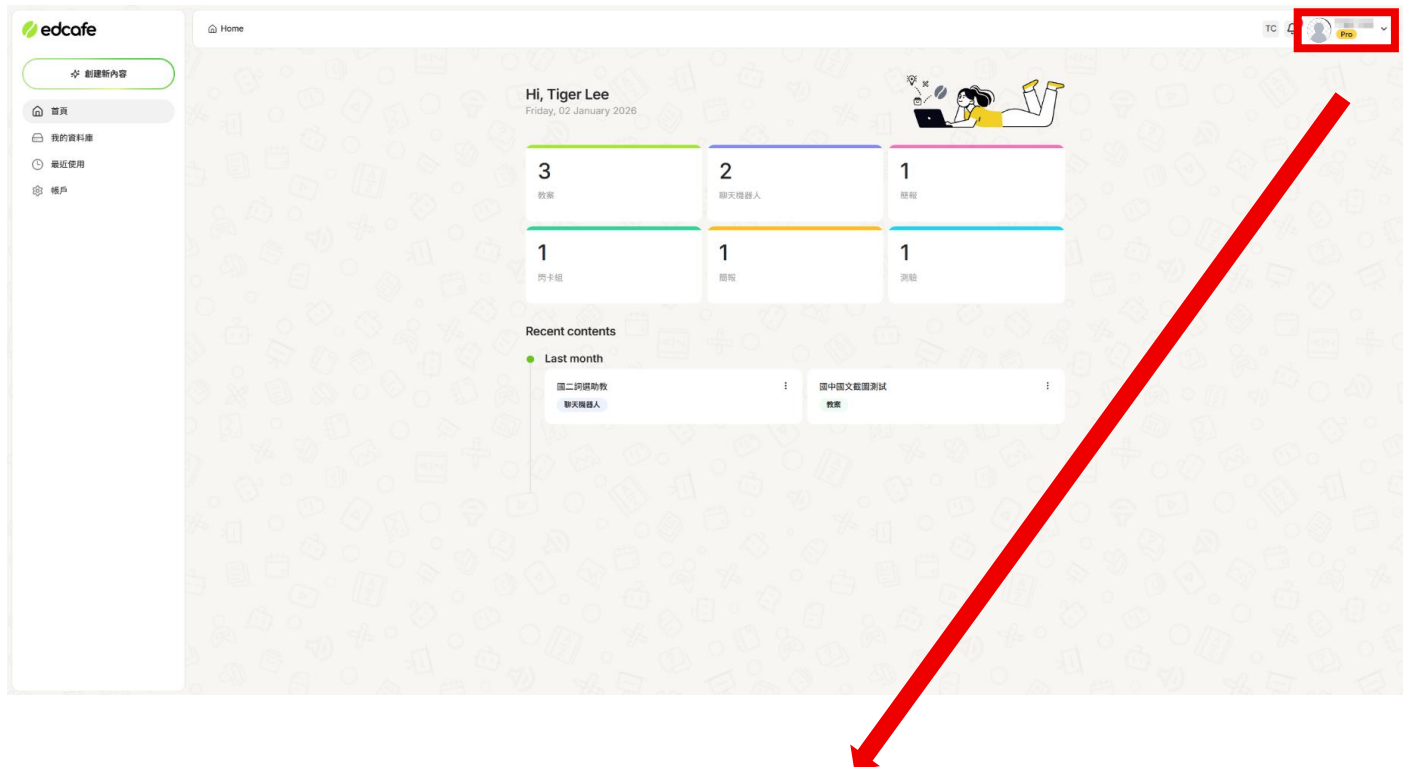 edcafe
Home
TC
Pro
創建新內容
首頁
我的資料庫
最近使用
帳戶
Hi, Tiger Lee
Friday, 02 January 2026
3
教案
2
聊天機器人
1
簡報
1
閃卡組
1
簡報
1
測驗
Recent contents
Last month
國二詞選助教
聊天機器人
國中國文截圖測試
教案